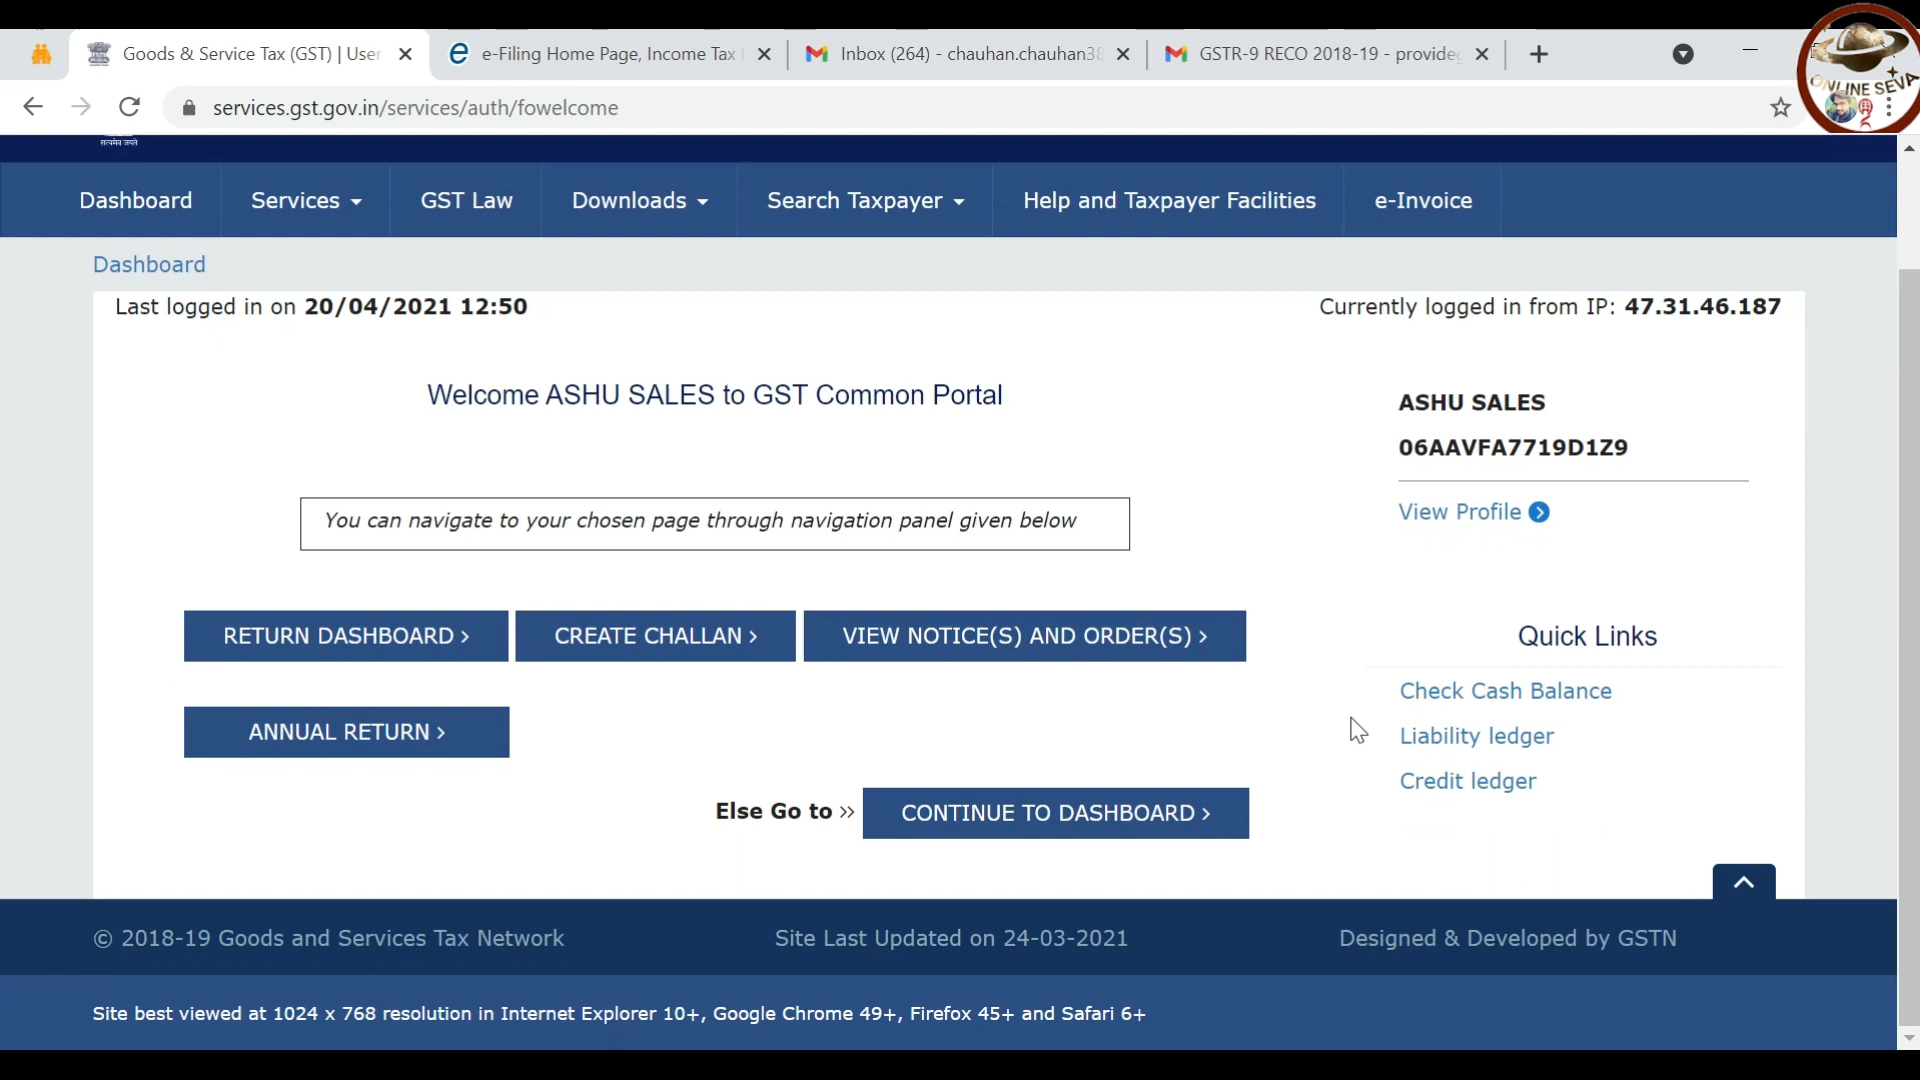 Goods & Service Tax (GST) | User
e-Filing Home Page, Income Tax
Inbox (264) - chauhan.chauhan38
GSTR-9 RECO 2018-19 - provideg
services.gst.gov.in/services/auth/fowelcome
ONLINE SEVA
सत्यमेव जयते
Dashboard
Services
GST Law
Downloads
Search Taxpayer
Help and Taxpayer Facilities
e-Invoice
Dashboard
Last logged in on 20/04/2021 12:50
Currently logged in from IP: 47.31.46.187
Welcome ASHU SALES to GST Common Portal
ASHU SALES
06AAVFA7719D1Z9
View Profile
You can navigate to your chosen page through navigation panel given below
RETURN DASHBOARD >
CREATE CHALLAN >
VIEW NOTICE(S) AND ORDER(S) >
Quick Links
Check Cash Balance
Liability ledger
Credit ledger
ANNUAL RETURN >
Else Go to >>
CONTINUE TO DASHBOARD >
© 2018-19 Goods and Services Tax Network
Site Last Updated on 24-03-2021
Designed & Developed by GSTN
Site best viewed at 1024 x 768 resolution in Internet Explorer 10+, Google Chrome 49+, Firefox 45+ and Safari 6+